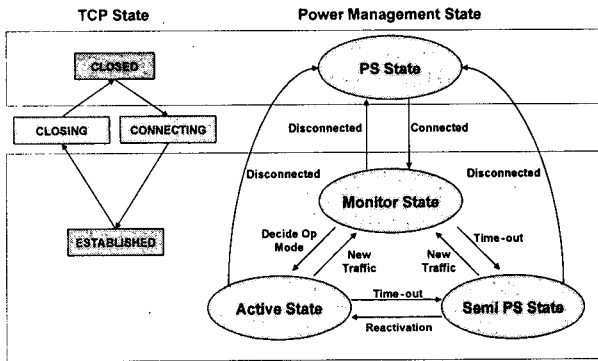 TCP State
Power Management State
CLOSED
PS State
CLOSING
CONNECTING
Disconnected
Connected
Disconnected
Disconnected
Monitor State
ESTABLISHED
Decide Op
Mode
New
Traffic
New
Traffic
Time-out
Active State
Time-out
Semi PS State
Reactivation